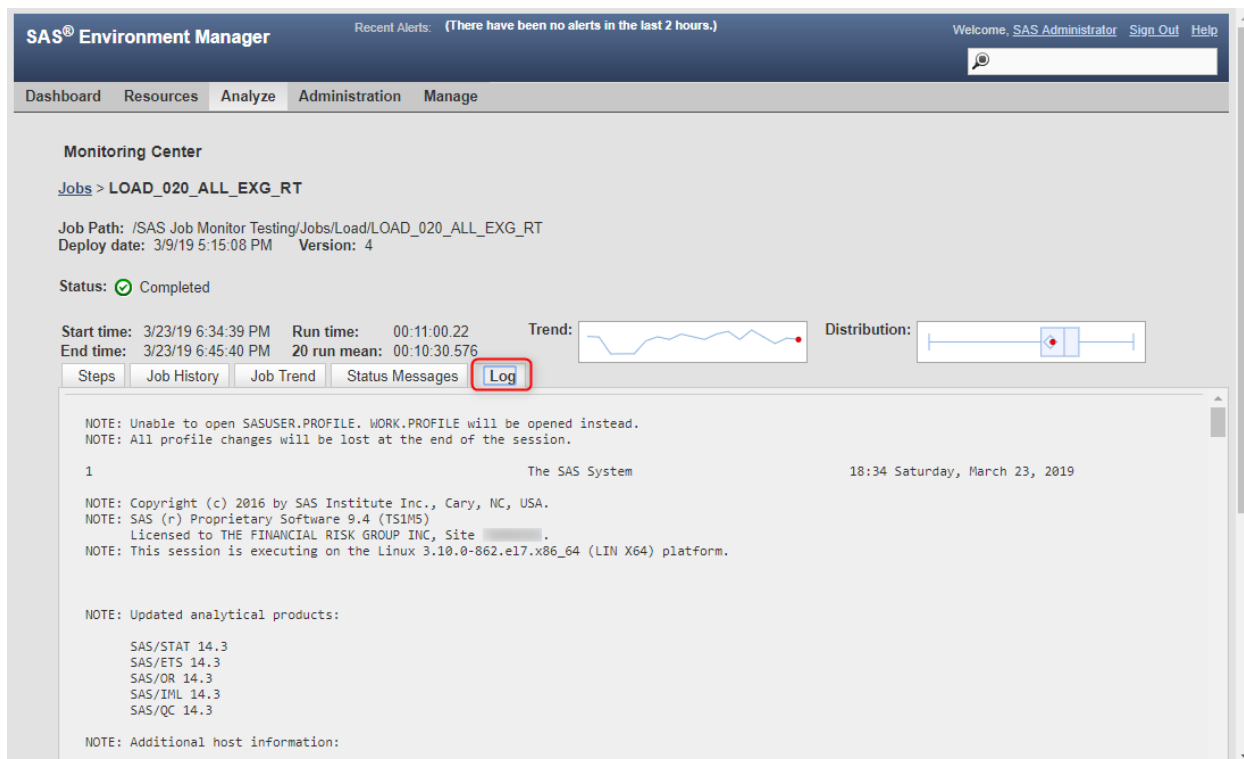 SAS® Environment Manager
Recent Alerts: (There have been no alerts in the last 2 hours.)
Welcome, SAS Administrator Sign Out Help
Dashboard Resources Analyze Administration Manage
Monitoring Center
Jobs > LOAD_020_ALL_EXG_RT
Job Path: /SAS Job Monitor Testing/Jobs/Load/LOAD_020_ALL_EXG_RT
Deploy date: 3/9/19 5:15:08 PM Version: 4
Status: Completed
Start time: 3/23/19 6:34:39 PM Run time: 00:11:00.22 Trend: Distribution:
End time: 3/23/19 6:45:40 PM 20 run mean: 00:10:30.576
Steps Job History Job Trend Status Messages Log
NOTE: Unable to open SASUSER.PROFILE. WORK.PROFILE will be opened instead.
NOTE: All profile changes will be lost at the end of the session.
1 The SAS System 18:34 Saturday, March 23, 2019
NOTE: Copyright (c) 2016 by SAS Institute Inc., Cary, NC, USA.
NOTE: SAS (r) Proprietary Software 9.4 (TS1M5)
Licensed to THE FINANCIAL RISK GROUP INC, Site .
NOTE: This session is executing on the Linux 3.10.0-862.el7.x86_64 (LIN X64) platform.
NOTE: Updated analytical products:
SAS/STAT 14.3
SAS/ETS 14.3
SAS/OR 14.3
SAS/IML 14.3
SAS/QC 14.3
NOTE: Additional host information: